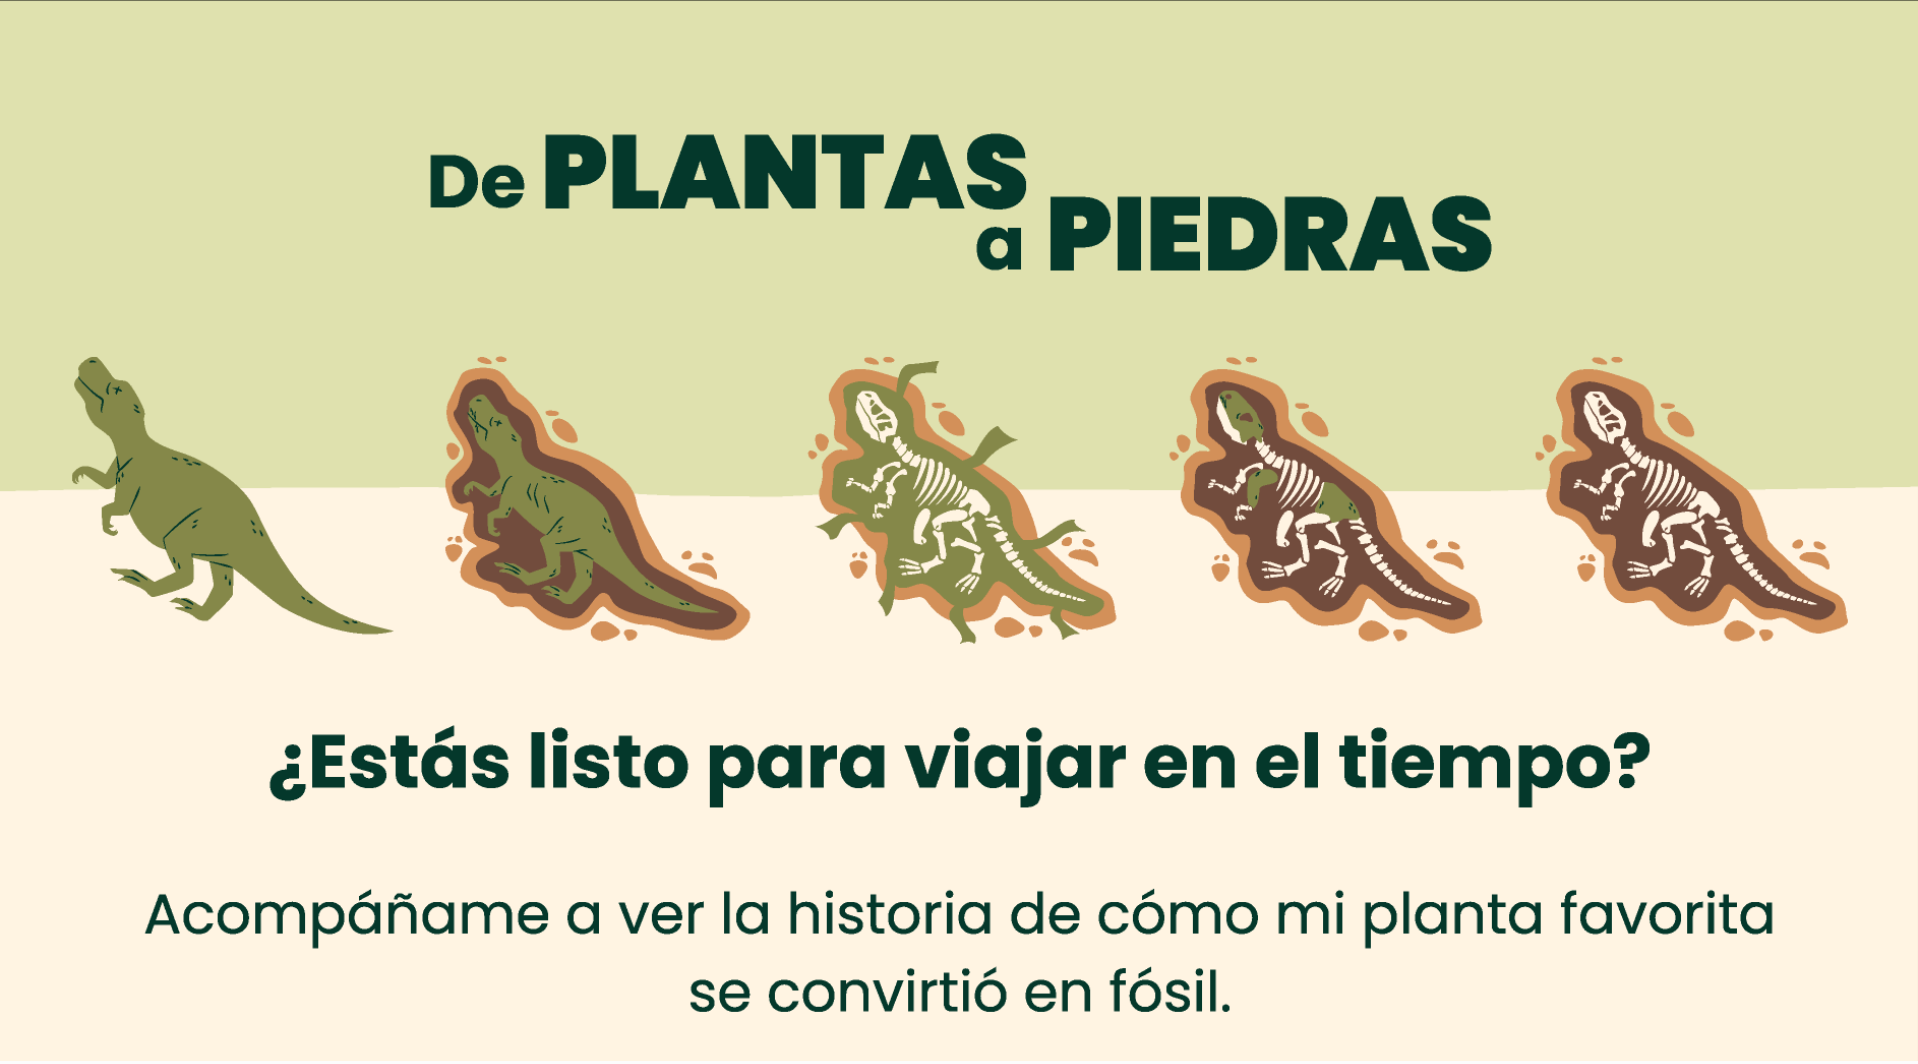 De PLANTAS
a PIEDRAS
¿Estás listo para viajar en el tiempo?
Acompáñame a ver la historia de cómo mi planta favorita
se convirtió en fósil.